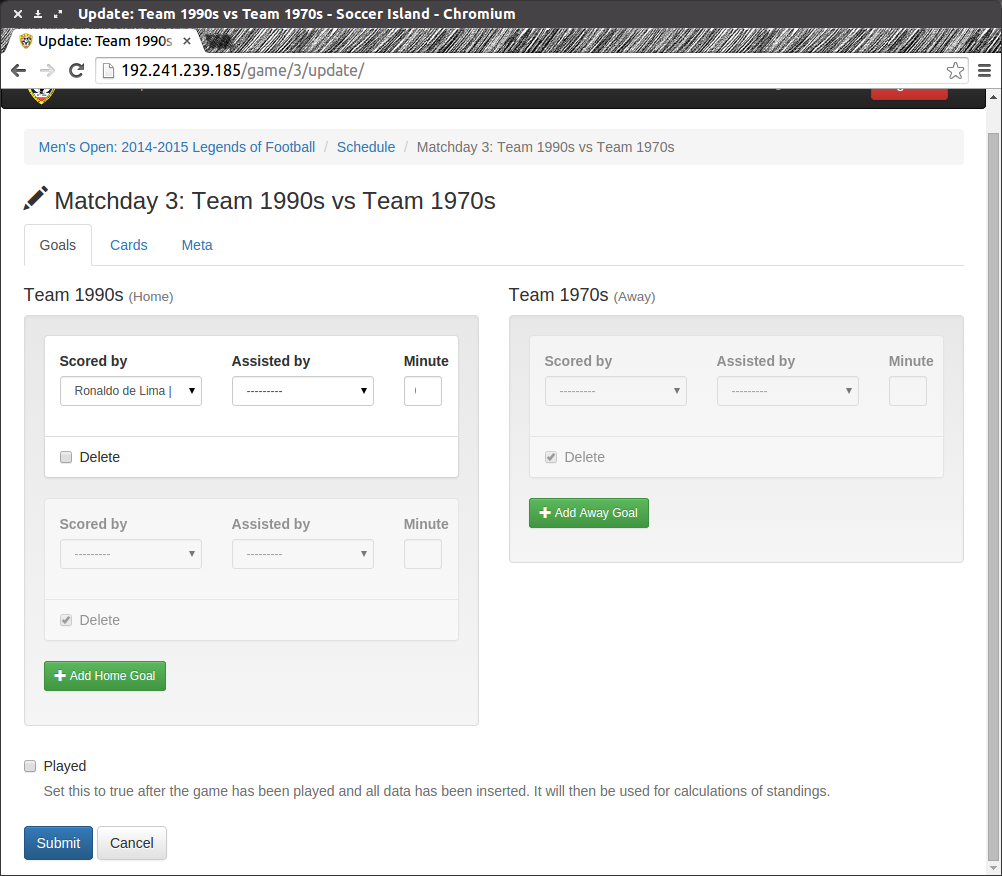 Update: Team 1990s vs Team 1970s - Soccer Island - Chromium
Update: Team 1990s
192.241.239.185/game/3/update/
Men's Open: 2014-2015 Legends of Football / Schedule / Matchday 3: Team 1990s vs Team 1970s
Matchday 3: Team 1990s vs Team 1970s
Goals Cards Meta
Team 1990s (Home)
Scored by Assisted by Minute
Ronaldo de Lima | ---------
Delete
Scored by Assisted by Minute
--------- ---------
Delete
Add Home Goal
Team 1970s (Away)
Scored by Assisted by Minute
--------- ---------
Delete
Add Away Goal
Played
Set this to true after the game has been played and all data has been inserted. It will then be used for calculations of standings.
Submit Cancel